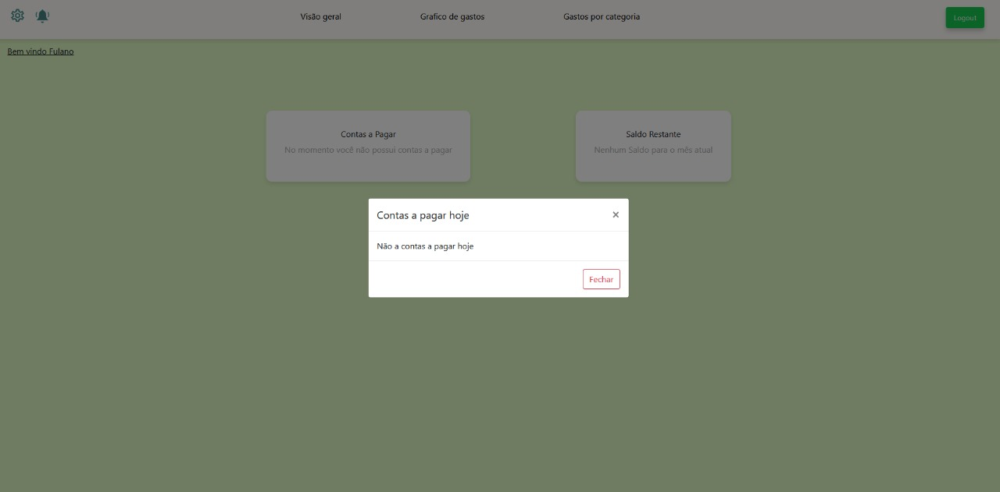 Visão geral
Grafico de gastos
Gastos por categoria
Logout
Bem vindo Fulano
Contas a Pagar
No momento você não possui contas a pagar
Saldo Restante
Nenhum Saldo para o mês atual
Contas a pagar hoje
×
Não a contas a pagar hoje
Fechar